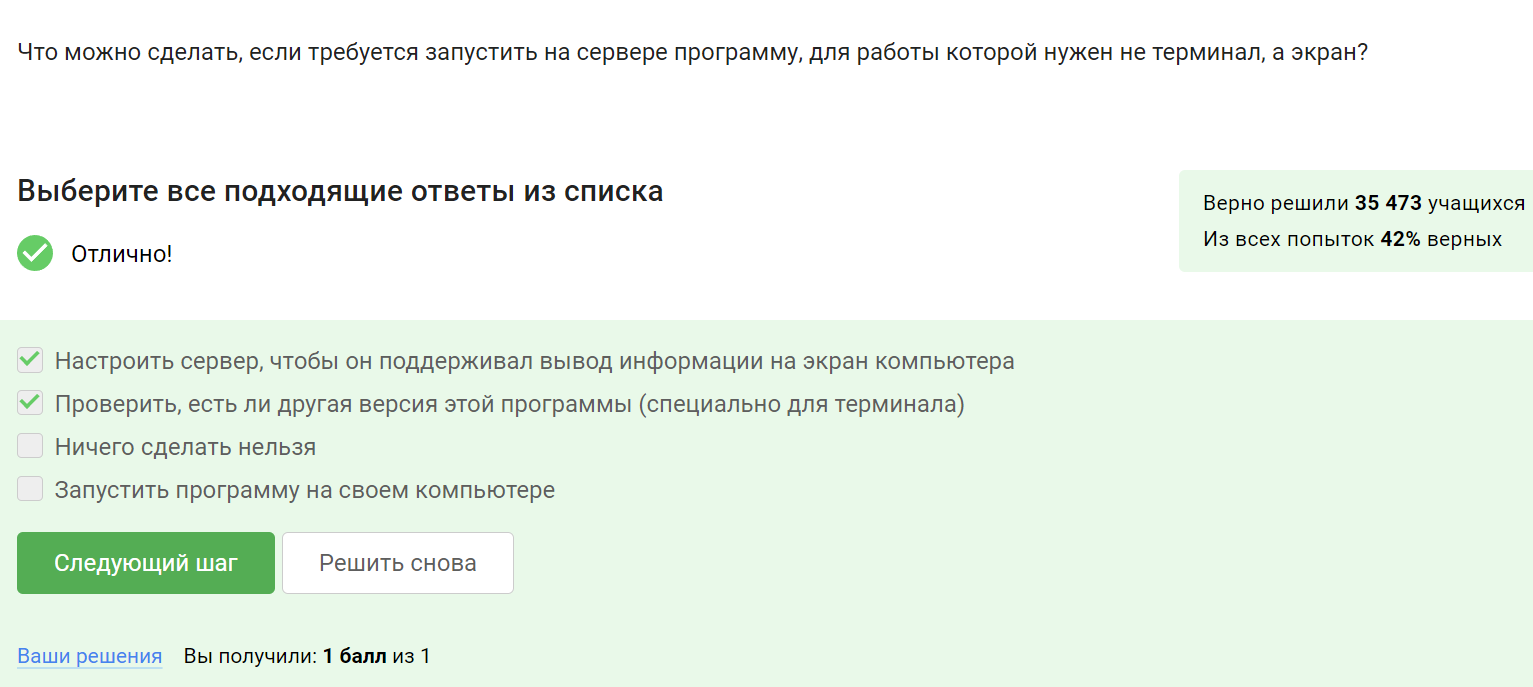 Что можно сделать, если требуется запустить на сервере программу, для работы которой нужен не терминал, а экран?
Выберите все подходящие ответы из списка
Верно решили 35 473 учащихся
Из всех попыток 42% верных
Отлично!
Настроить сервер, чтобы он поддерживал вывод информации на экран компьютера
Проверить, есть ли другая версия этой программы (специально для терминала)
Ничего сделать нельзя
Запустить программу на своем компьютере
Следующий шаг
Решить снова
Ваши решения
Вы получили: 1 балл из 1